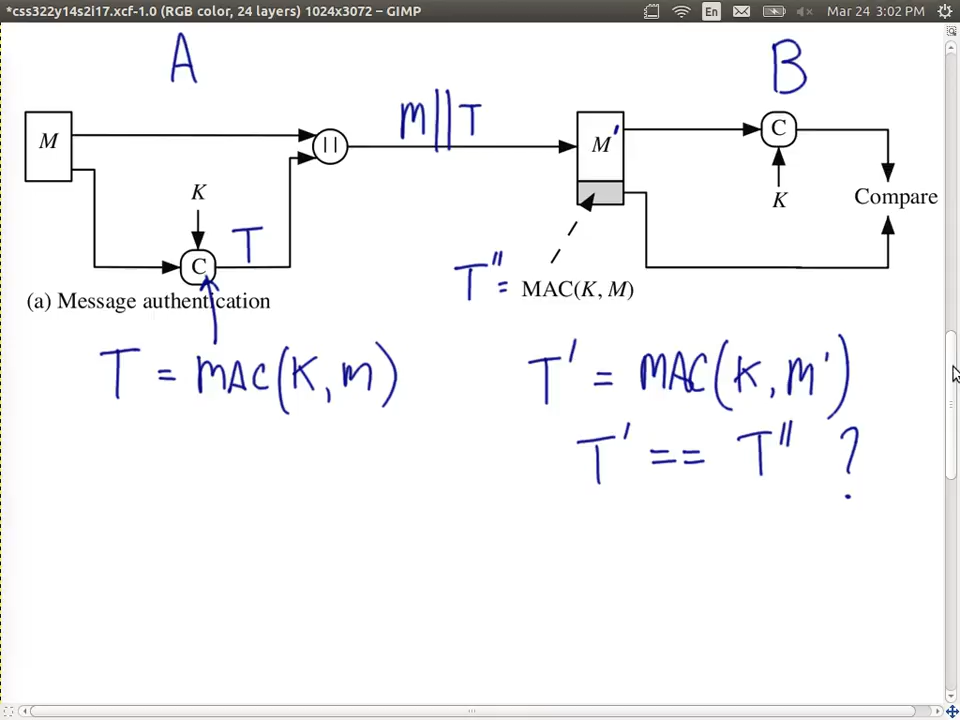 *css322y14s2i17.xcf-1.0 (RGB color, 24 layers) 1024x3072 – GIMP
En
Mar 24 3:02 PM
A
B
M
||
m||T
M'
C
K
K
Compare
T
C
T'' = MAC(K, M)
(a) Message authentication
T = MAC(K, m)
T' = MAC(K, M')
T' == T'' ?